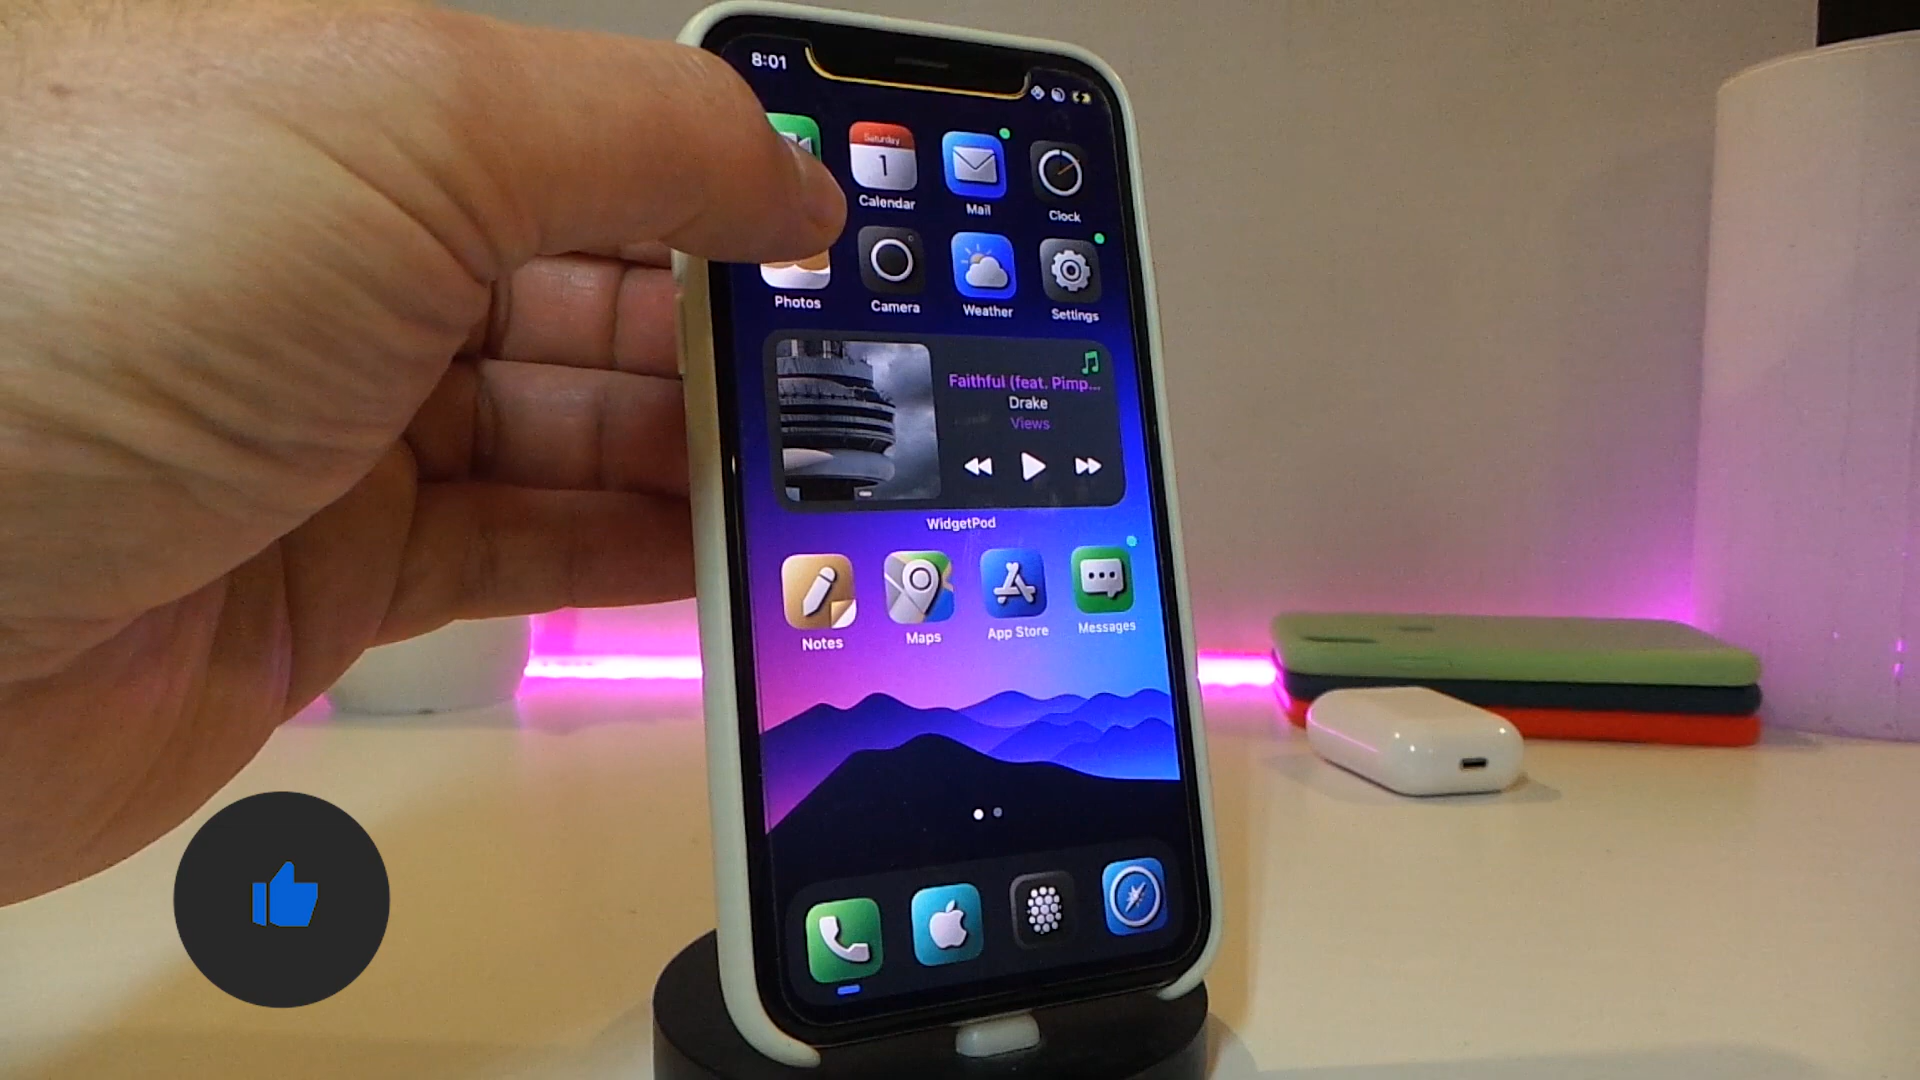 8:01
Saturday
1
Calendar
Mail
Clock
Photos
Camera
Weather
Settings
Faithful (feat. Pimp...
Drake
Views
WidgetPod
Notes
Maps
App Store
Messages